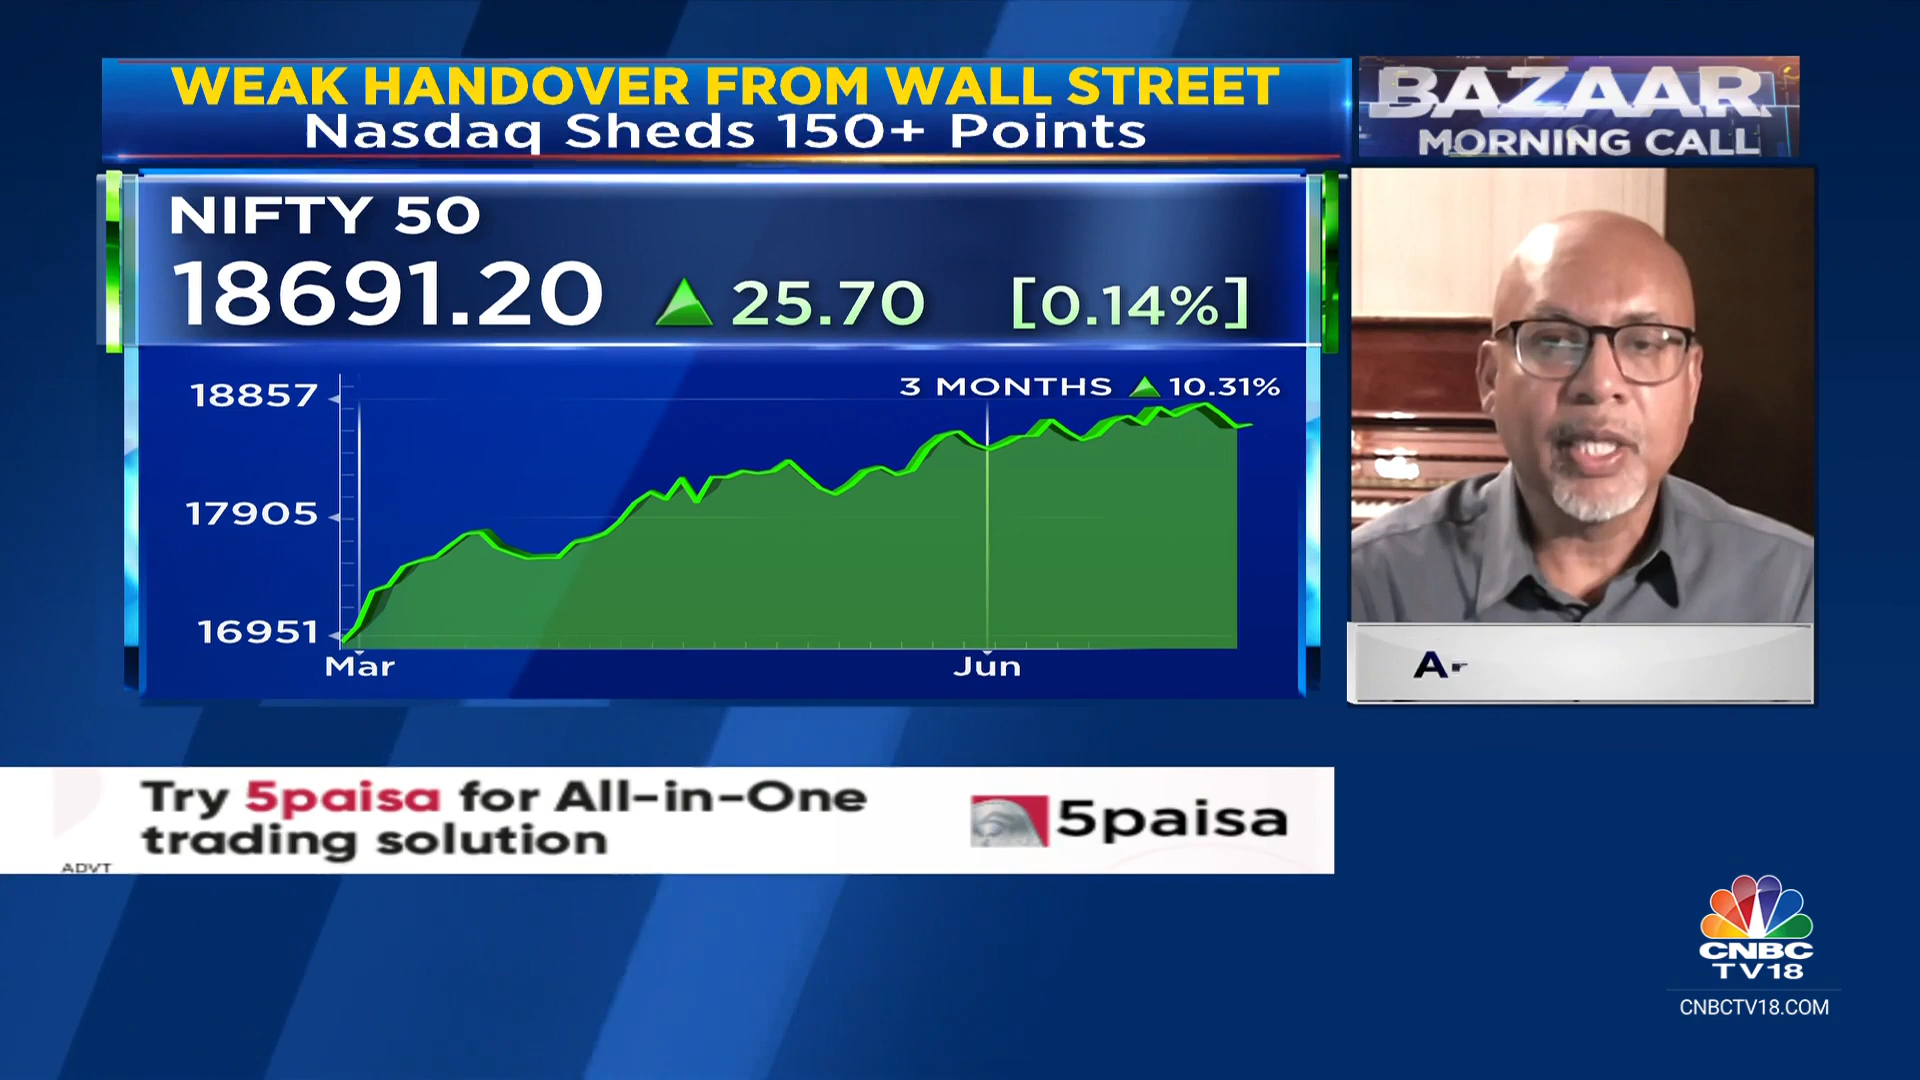 WEAK HANDOVER FROM WALL STREET
Nasdaq Sheds 150+ Points
BAZAAR
MORNING CALL
NIFTY 50
18691.20 ▲ 25.70 [0.14%]
3 MONTHS ▲ 10.31%
18857
17905
16951
Mar Jun
Ar
Try 5paisa for All-in-One
trading solution
5paisa
ADVT
CNBC
TV18
CNBCTV18.COM